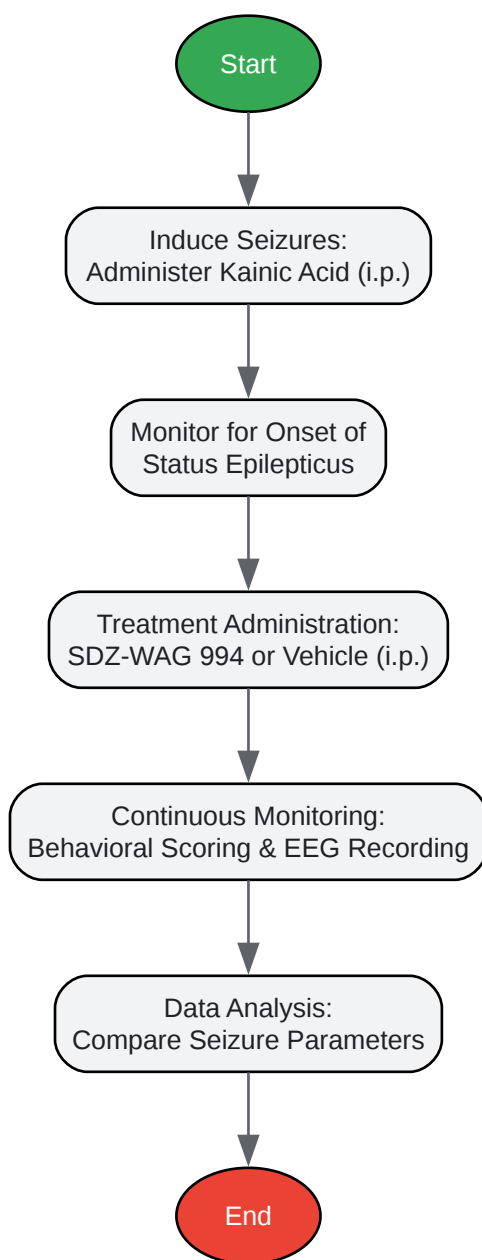 Start
Induce Seizures:
Administer Kainic Acid (i.p.)
Monitor for Onset of
Status Epilepticus
Treatment Administration:
SDZ-WAG 994 or Vehicle (i.p.)
Continuous Monitoring:
Behavioral Scoring & EEG Recording
Data Analysis:
Compare Seizure Parameters
End